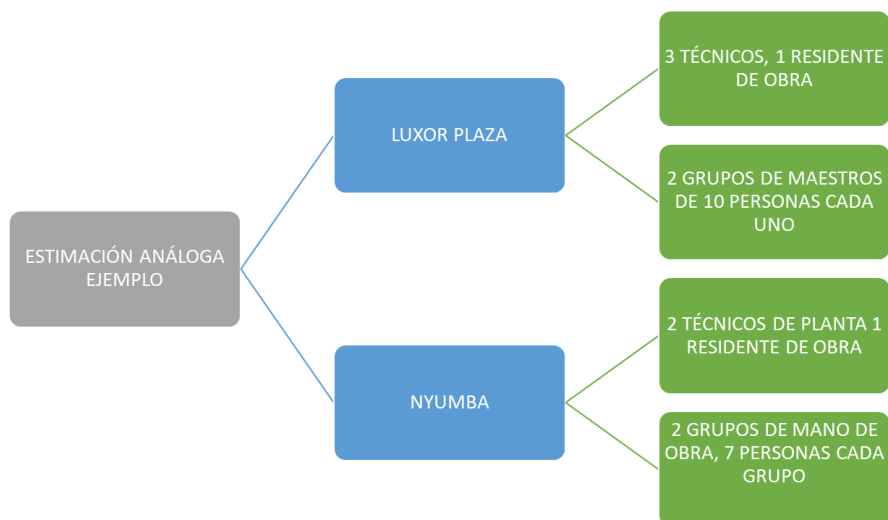 ESTIMACIÓN ANÁLOGA
EJEMPLO
LUXOR PLAZA
3 TÉCNICOS, 1 RESIDENTE
DE OBRA
2 GRUPOS DE MAESTROS
DE 10 PERSONAS CADA
UNO
NYUMBA
2 TÉCNICOS DE PLANTA 1
RESIDENTE DE OBRA
2 GRUPOS DE MANO DE
OBRA, 7 PERSONAS CADA
GRUPO